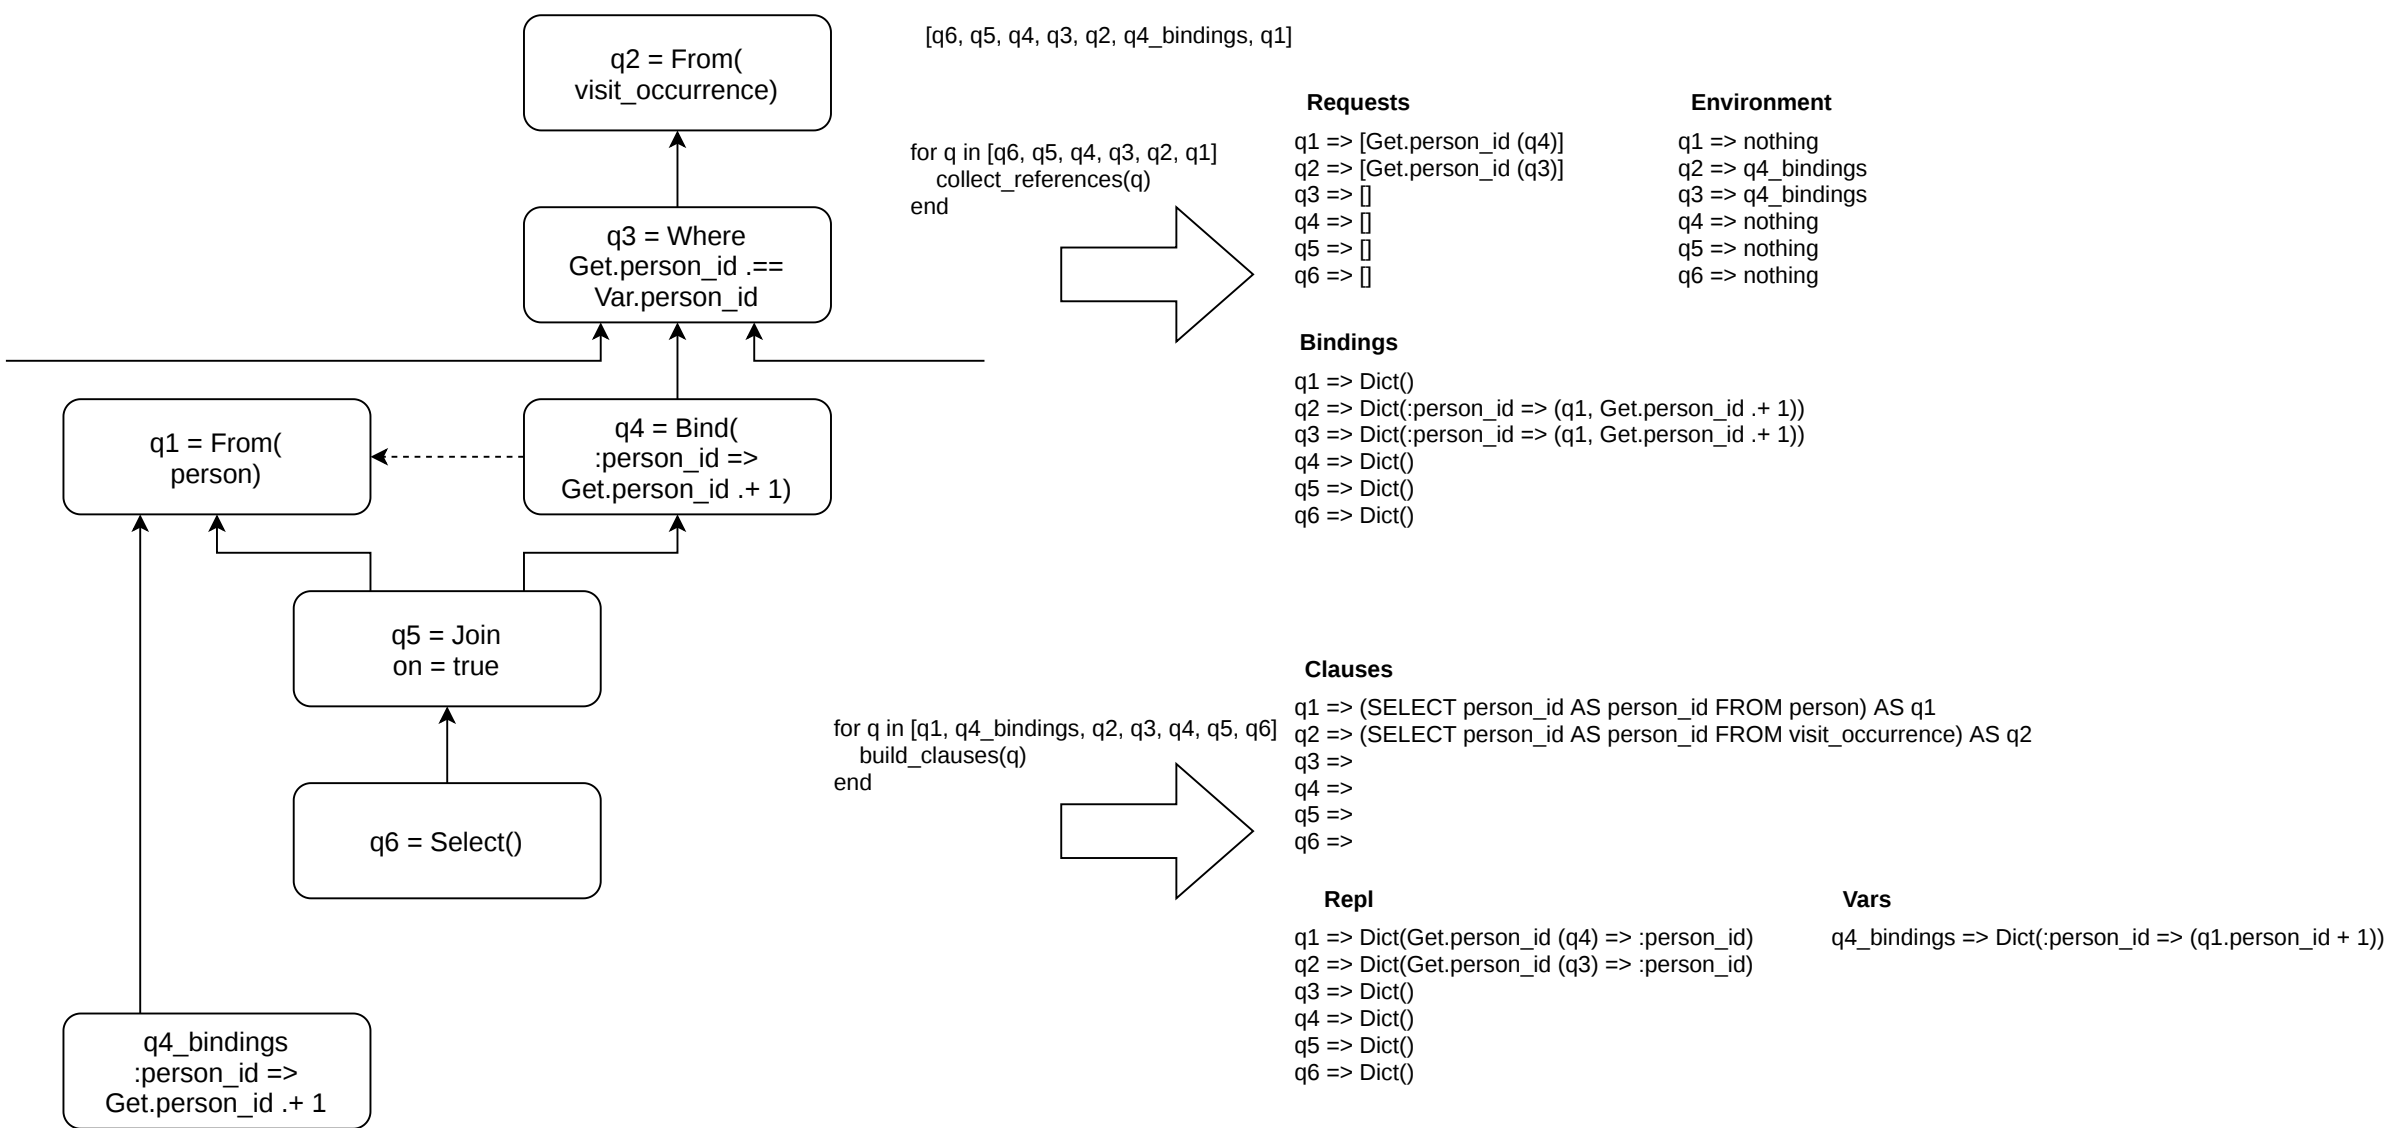 q2 = From(
visit_occurrence)
q3 = Where
Get.person_id .==
Var.person_id
q1 = From(
person)
q4 = Bind(
:person_id =>
Get.person_id .+ 1)
q5 = Join
on = true
q6 = Select()
q4_bindings
:person_id =>
Get.person_id .+ 1
[q6, q5, q4, q3, q2, q4_bindings, q1]
for q in [q6, q5, q4, q3, q2, q1]
collect_references(q)
end
Requests
q1 => [Get.person_id (q4)]
q2 => [Get.person_id (q3)]
q3 => []
q4 => []
q5 => []
q6 => []
Environment
q1 => nothing
q2 => q4_bindings
q3 => q4_bindings
q4 => nothing
q5 => nothing
q6 => nothing
Bindings
q1 => Dict()
q2 => Dict(:person_id => (q1, Get.person_id .+ 1))
q3 => Dict(:person_id => (q1, Get.person_id .+ 1))
q4 => Dict()
q5 => Dict()
q6 => Dict()
for q in [q1, q4_bindings, q2, q3, q4, q5, q6]
build_clauses(q)
end
Clauses
q1 => (SELECT person_id AS person_id FROM person) AS q1
q2 => (SELECT person_id AS person_id FROM visit_occurrence) AS q2
q3 =>
q4 =>
q5 =>
q6 =>
Repl
q1 => Dict(Get.person_id (q4) => :person_id)
q2 => Dict(Get.person_id (q3) => :person_id)
q3 => Dict()
q4 => Dict()
q5 => Dict()
q6 => Dict()
Vars
q4_bindings => Dict(:person_id => (q1.person_id + 1))